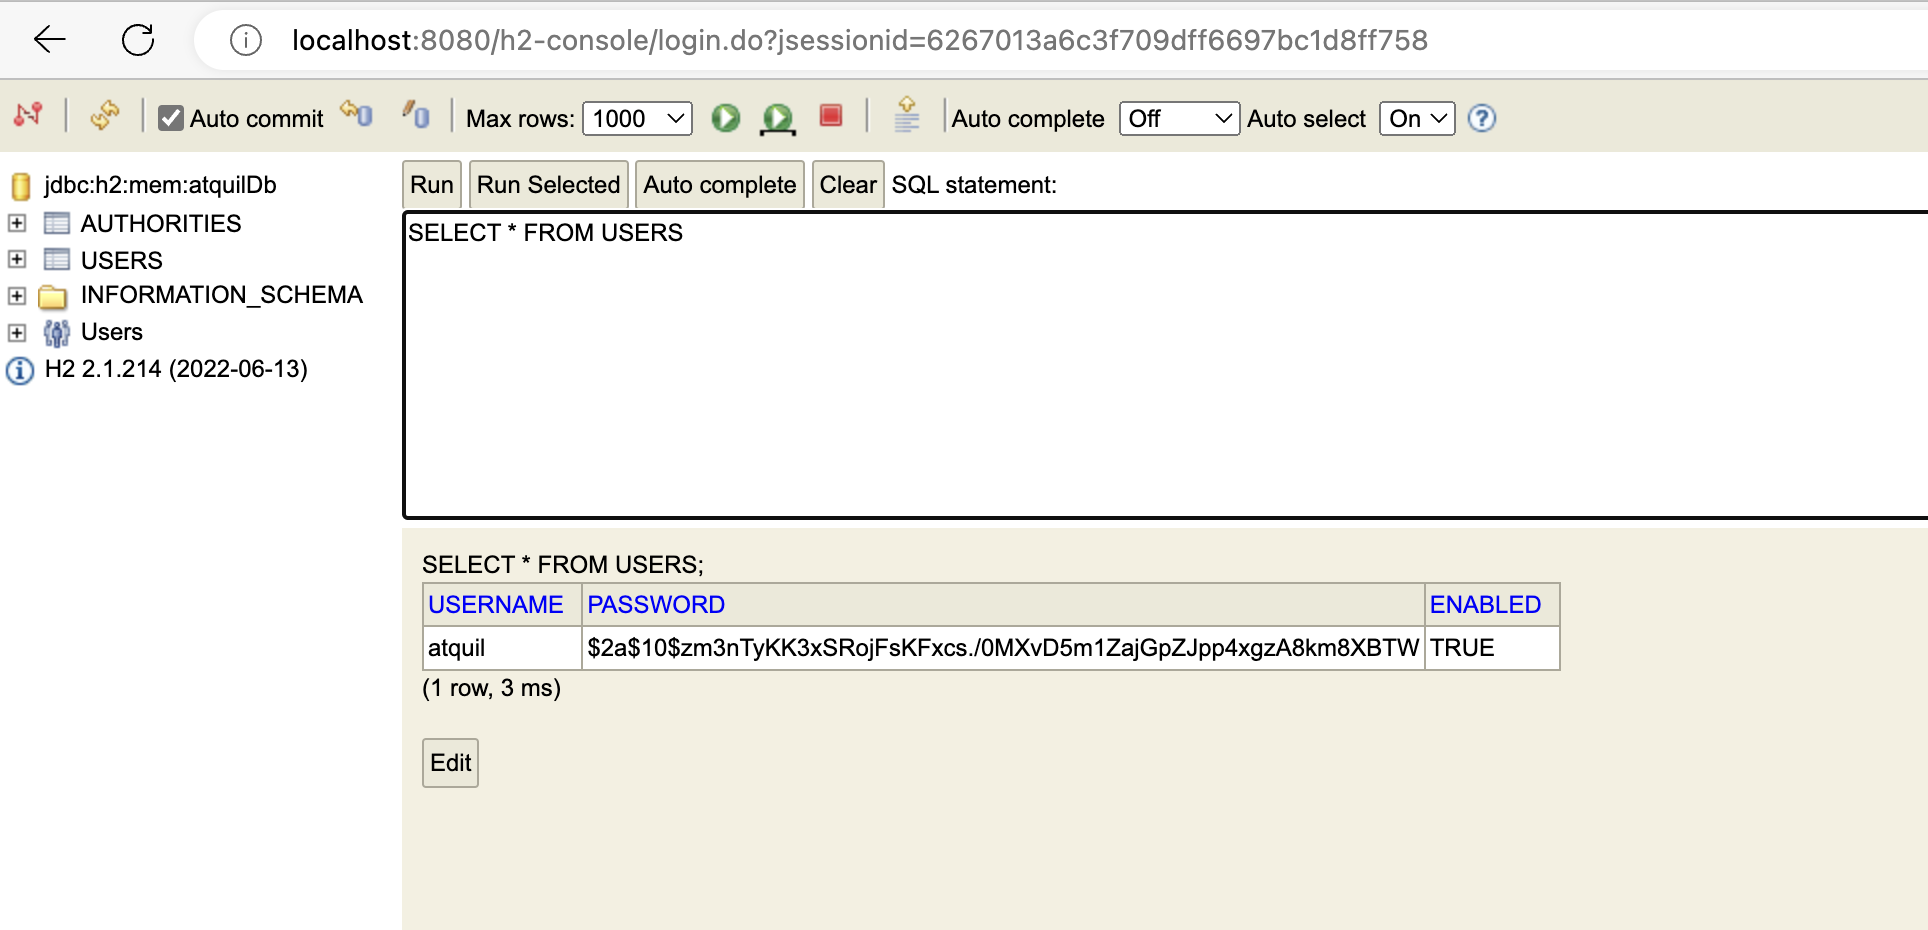 localhost:8080/h2-console/login.do?jsessionid=6267013a6c3f709dff6697bc1d8ff758
Auto commit Max rows: 1000 Auto complete Off Auto select On ?
jdbc:h2:mem:atquilDb
AUTHORITIES
USERS
INFORMATION_SCHEMA
Users
H2 2.1.214 (2022-06-13)
Run Run Selected Auto complete Clear SQL statement:
SELECT * FROM USERS
SELECT * FROM USERS;
USERNAME PASSWORD ENABLED
atquil $2a$10$zm3nTyKK3xSRojFsKFxcs./0MXvD5m1ZajGpZJpp4xgzA8km8XBTW TRUE
(1 row, 3 ms)
Edit